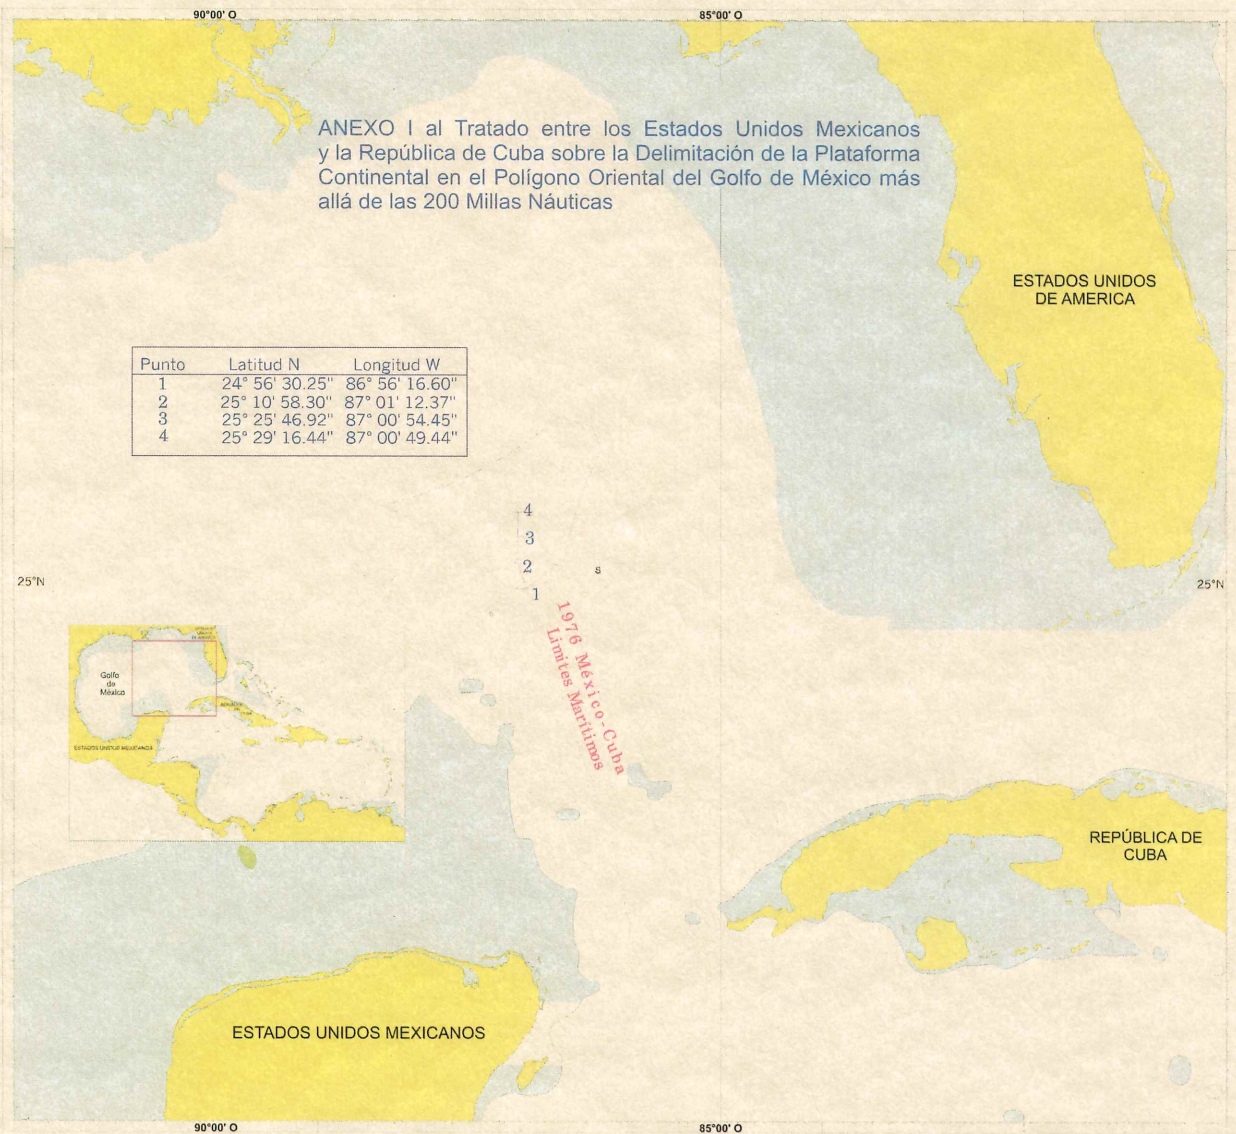 90°00' O
85°00' O
ANEXO I al Tratado entre los Estados Unidos Mexicanos
y la República de Cuba sobre la Delimitación de la Plataforma
Continental en el Polígono Oriental del Golfo de México más
allá de las 200 Millas Náuticas
ESTADOS UNIDOS
DE AMERICA
Punto Latitud N Longitud W
1 24° 56' 30.25" 86° 56' 16.60"
2 25° 10' 58.30" 87° 01' 12.37"
3 25° 25' 46.92" 87° 00' 54.45"
4 25° 29' 16.44" 87° 00' 49.44"
4
3
2
s
1
25°N
25°N
1976 México-Cuba
Limites Marítimos
Golfo
de
México
ESTADOS UNIDOS MEXICANOS
REPÚBLICA DE
CUBA
ESTADOS UNIDOS MEXICANOS
90°00' O
85°00' O